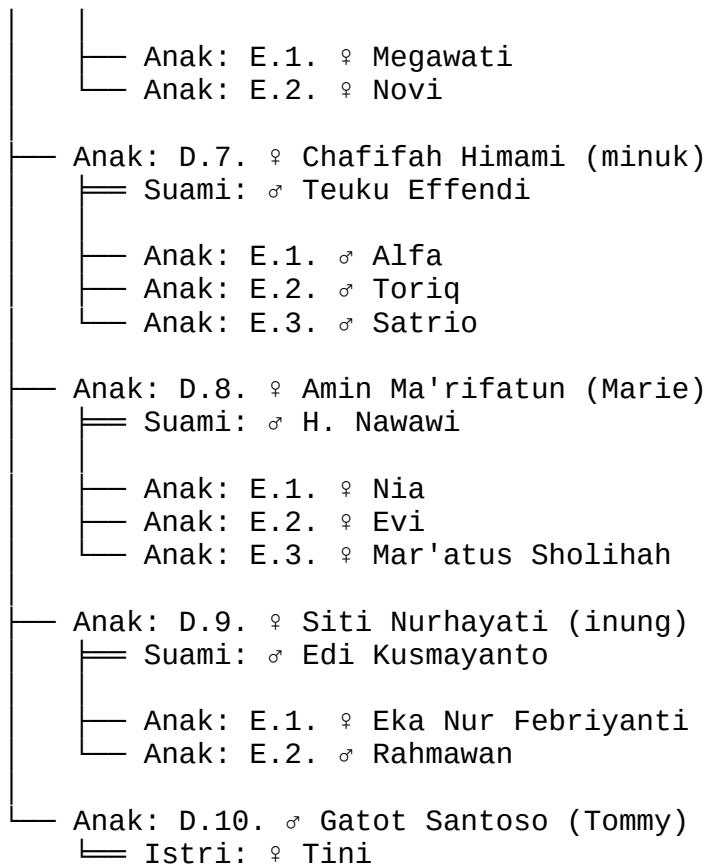 Anak: E.1. ♀ Megawati
Anak: E.2. ♀ Novi
Anak: D.7. ♀ Chafifah Himami (minuk)
Suami: ♂ Teuku Effendi
Anak: E.1. ♂ Alfa
Anak: E.2. ♂ Toriq
Anak: E.3. ♂ Satrio
Anak: D.8. ♀ Amin Ma'rifatun (Marie)
Suami: ♂ H. Nawawi
Anak: E.1. ♀ Nia
Anak: E.2. ♀ Evi
Anak: E.3. ♀ Mar'atus Sholihah
Anak: D.9. ♀ Siti Nurhayati (inung)
Suami: ♂ Edi Kusmayanto
Anak: E.1. ♀ Eka Nur Febriyanti
Anak: E.2. ♂ Rahmawan
Anak: D.10. ♂ Gatot Santoso (Tommy)
Istri: ♀ Tini